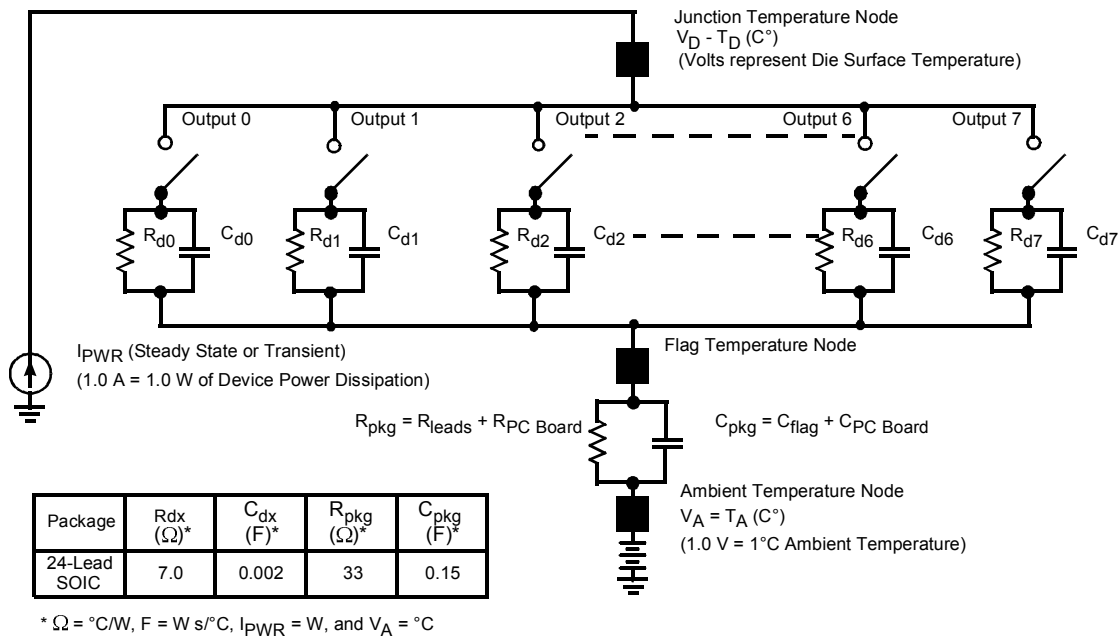 Junction Temperature Node
V_D - T_D (C°)
(Volts represent Die Surface Temperature)
Output 0
Output 1
Output 2
Output 6
Output 7
R_d0
C_d0
R_d1
C_d1
R_d2
C_d2
R_d6
C_d6
R_d7
C_d7
I_PWR (Steady State or Transient)
(1.0 A = 1.0 W of Device Power Dissipation)
Flag Temperature Node
R_pkg = R_leads + R_PC Board
C_pkg = C_flag + C_PC Board
Ambient Temperature Node
V_A = T_A (C°)
(1.0 V = 1°C Ambient Temperature)
Package Rdx (Ω)* C_dx (F)* R_pkg (Ω)* C_pkg (F)*
24-Lead SOIC 7.0 0.002 33 0.15
* Ω = °C/W, F = W s/°C, I_PWR = W, and V_A = °C